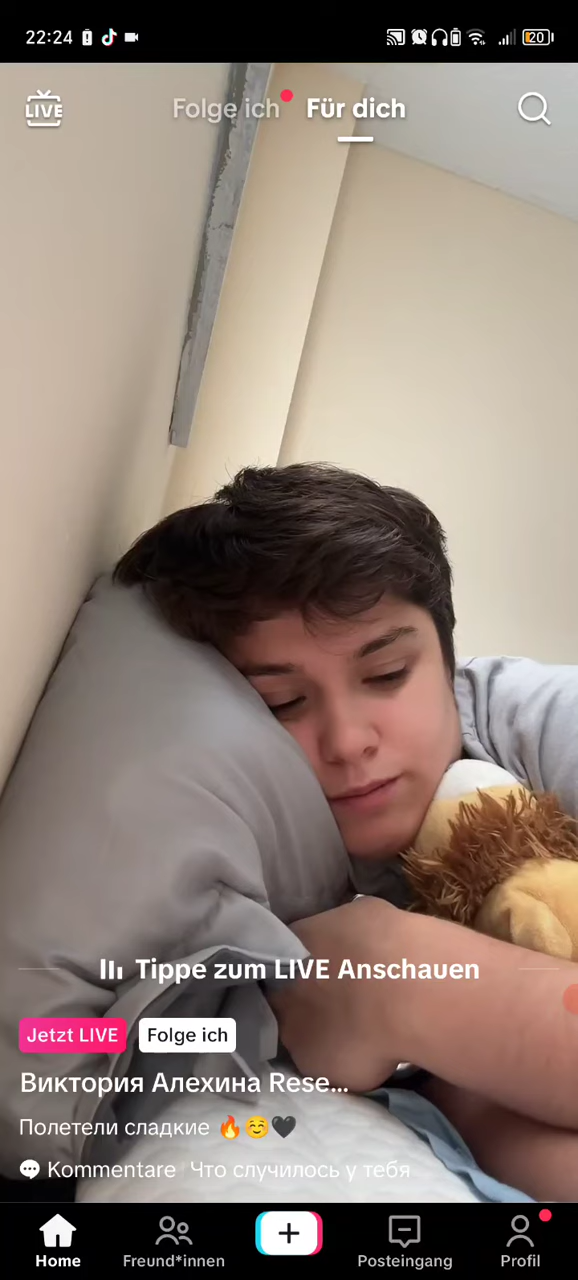 22:24
20
LIVE
Folge ich
Für dich
Tippe zum LIVE Anschauen
Jetzt LIVE
Folge ich
Виктория Алехина Rese...
Полетели сладкие 🔥☺️🖤
💬 Kommentare Что случилось у тебя
Home
Freund*innen
Posteingang
Profil